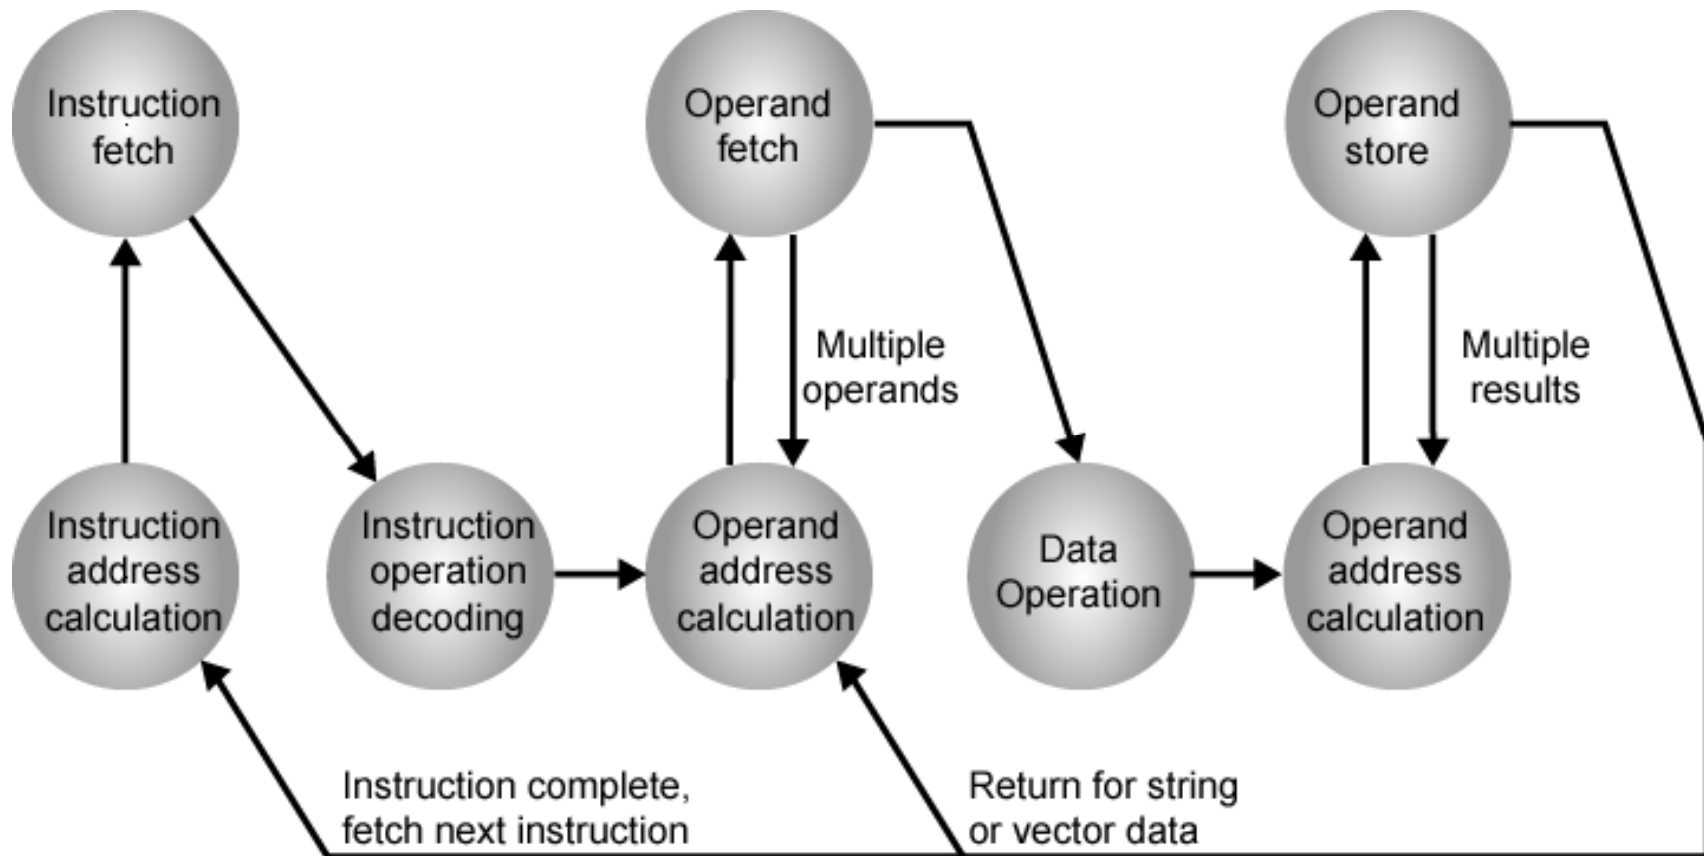 Instruction
fetch
Operand
fetch
Operand
store
Multiple
operands
Multiple
results
Instruction
address
calculation
Instruction
operation
decoding
Operand
address
calculation
Data
Operation
Operand
address
calculation
Instruction complete,
fetch next instruction
Return for string
or vector data